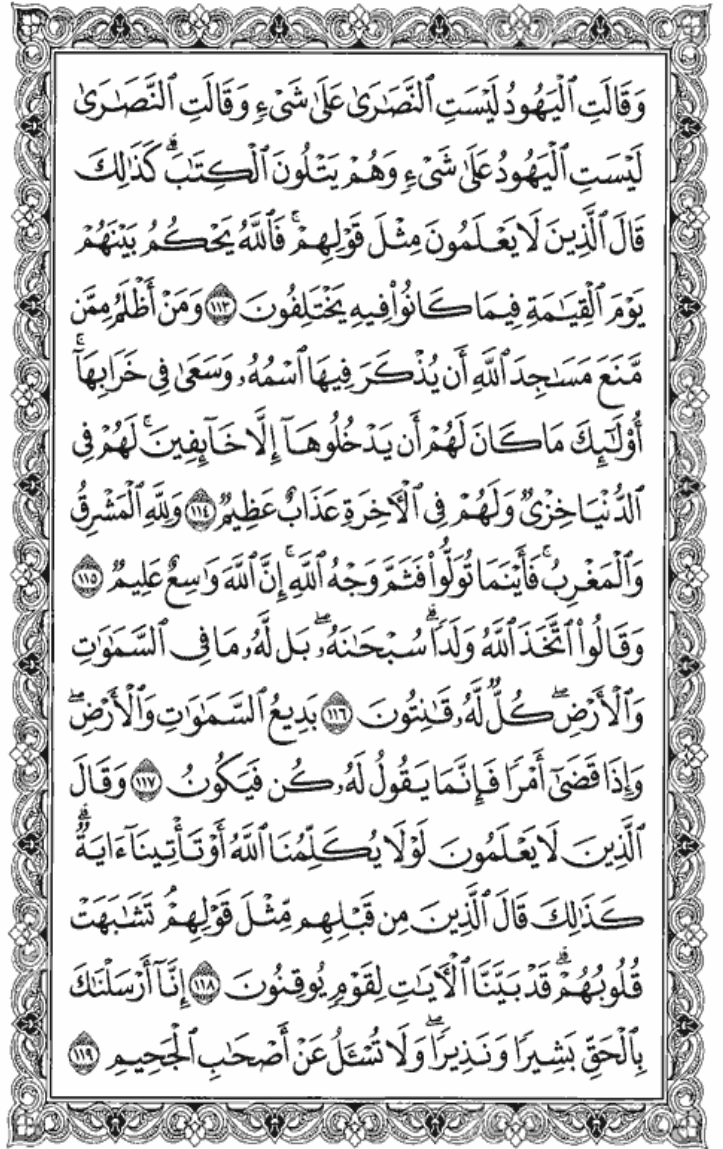 وَقَالَتِ ٱلْيَهُودُ لَيْسَتِ ٱلنَّصَٰرَىٰ عَلَىٰ شَىْءٍ وَقَالَتِ ٱلنَّصَٰرَىٰ
لَيْسَتِ ٱلْيَهُودُ عَلَىٰ شَىْءٍ وَهُمْ يَتْلُونَ ٱلْكِتَٰبَ ۗ كَذَٰلِكَ
قَالَ ٱلَّذِينَ لَا يَعْلَمُونَ مِثْلَ قَوْلِهِمْ ۚ فَٱللَّهُ يَحْكُمُ بَيْنَهُمْ
يَوْمَ ٱلْقِيَٰمَةِ فِيمَا كَانُوا۟ فِيهِ يَخْتَلِفُونَ ١١٣ وَمَنْ أَظْلَمُ مِمَّن
مَّنَعَ مَسَٰجِدَ ٱللَّهِ أَن يُذْكَرَ فِيهَا ٱسْمُهُۥ وَسَعَىٰ فِى خَرَابِهَآ ۚ
أُو۟لَٰٓئِكَ مَا كَانَ لَهُمْ أَن يَدْخُلُوهَآ إِلَّا خَآئِفِينَ ۚ لَهُمْ فِى
ٱلدُّنْيَا خِزْىٌ وَلَهُمْ فِى ٱلْءَاخِرَةِ عَذَابٌ عَظِيمٌ ١١٤ وَلِلَّهِ ٱلْمَشْرِقُ
وَٱلْمَغْرِبُ ۚ فَأَيْنَمَا تُوَلُّوا۟ فَثَمَّ وَجْهُ ٱللَّهِ ۚ إِنَّ ٱللَّهَ وَٰسِعٌ عَلِيمٌ ١١٥
وَقَالُوا۟ ٱتَّخَذَ ٱللَّهُ وَلَدًا ۗ سُبْحَٰنَهُۥ ۖ بَل لَّهُۥ مَا فِى ٱلسَّمَٰوَٰتِ
وَٱلْأَرْضِ ۖ كُلٌّ لَّهُۥ قَٰنِتُونَ ١١٦ بَدِيعُ ٱلسَّمَٰوَٰتِ وَٱلْأَرْضِ ۖ
وَإِذَا قَضَىٰٓ أَمْرًا فَإِنَّمَا يَقُولُ لَهُۥ كُن فَيَكُونُ ١١٧ وَقَالَ
ٱلَّذِينَ لَا يَعْلَمُونَ لَوْلَا يُكَلِّمُنَا ٱللَّهُ أَوْ تَأْتِينَآ ءَايَةٌ ۗ
كَذَٰلِكَ قَالَ ٱلَّذِينَ مِن قَبْلِهِم مِّثْلَ قَوْلِهِمْ ۘ تَشَٰبَهَتْ
قُلُوبُهُمْ ۗ قَدْ بَيَّنَّا ٱلْءَايَٰتِ لِقَوْمٍ يُوقِنُونَ ١١٨ إِنَّآ أَرْسَلْنَٰكَ
بِٱلْحَقِّ بَشِيرًا وَنَذِيرًا ۖ وَلَا تُسْـَٔلُ عَنْ أَصْحَٰبِ ٱلْجَحِيمِ ١١٩